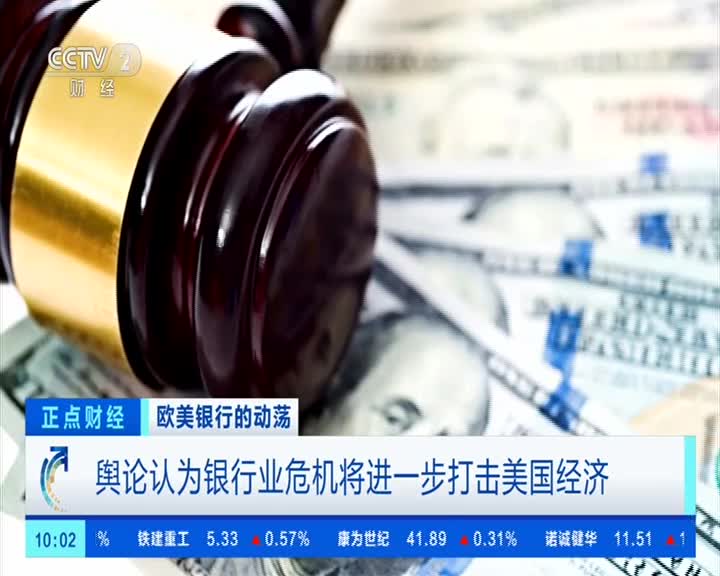 CCTV 2
财经
正点财经 欧美银行的动荡
舆论认为银行业危机将进一步打击美国经济
10:02 % 铁建重工 5.33 ▲0.57% 康为世纪 41.89 ▲0.31% 诺诚健华 11.51 ▲1